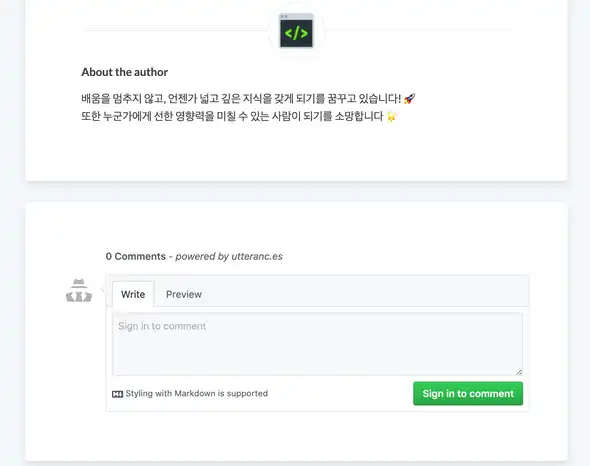 </>
About the author
배움을 멈추지 않고, 언젠가 넓고 깊은 지식을 갖게 되기를 꿈꾸고 있습니다! 🚀
또한 누군가에게 선한 영향력을 미칠 수 있는 사람이 되기를 소망합니다 🌟
0 Comments - powered by utteranc.es
Write Preview
Sign in to comment
Styling with Markdown is supported
Sign in to comment